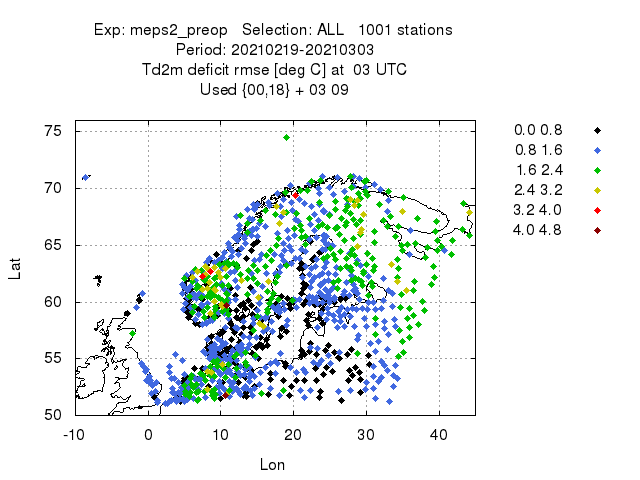 Exp: meps2_preop   Selection: ALL   1001 stations
Period: 20210219-20210303
Td2m deficit rmse [deg C] at  03 UTC
Used {00,18} + 03 09
0.0 0.8
0.8 1.6
1.6 2.4
2.4 3.2
3.2 4.0
4.0 4.8
75
70
65
60
55
50
Lat
-10 0 10 20 30 40
Lon